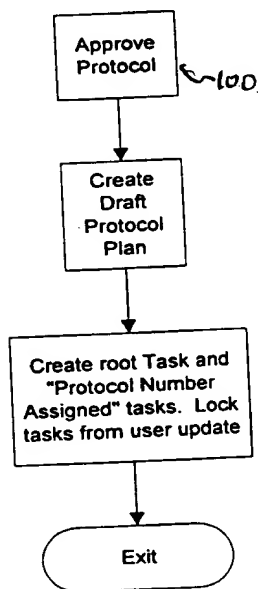 Approve
Protocol
100
Create
Draft
Protocol
Plan
Create root Task and
"Protocol Number
Assigned" tasks. Lock
tasks from user update
Exit